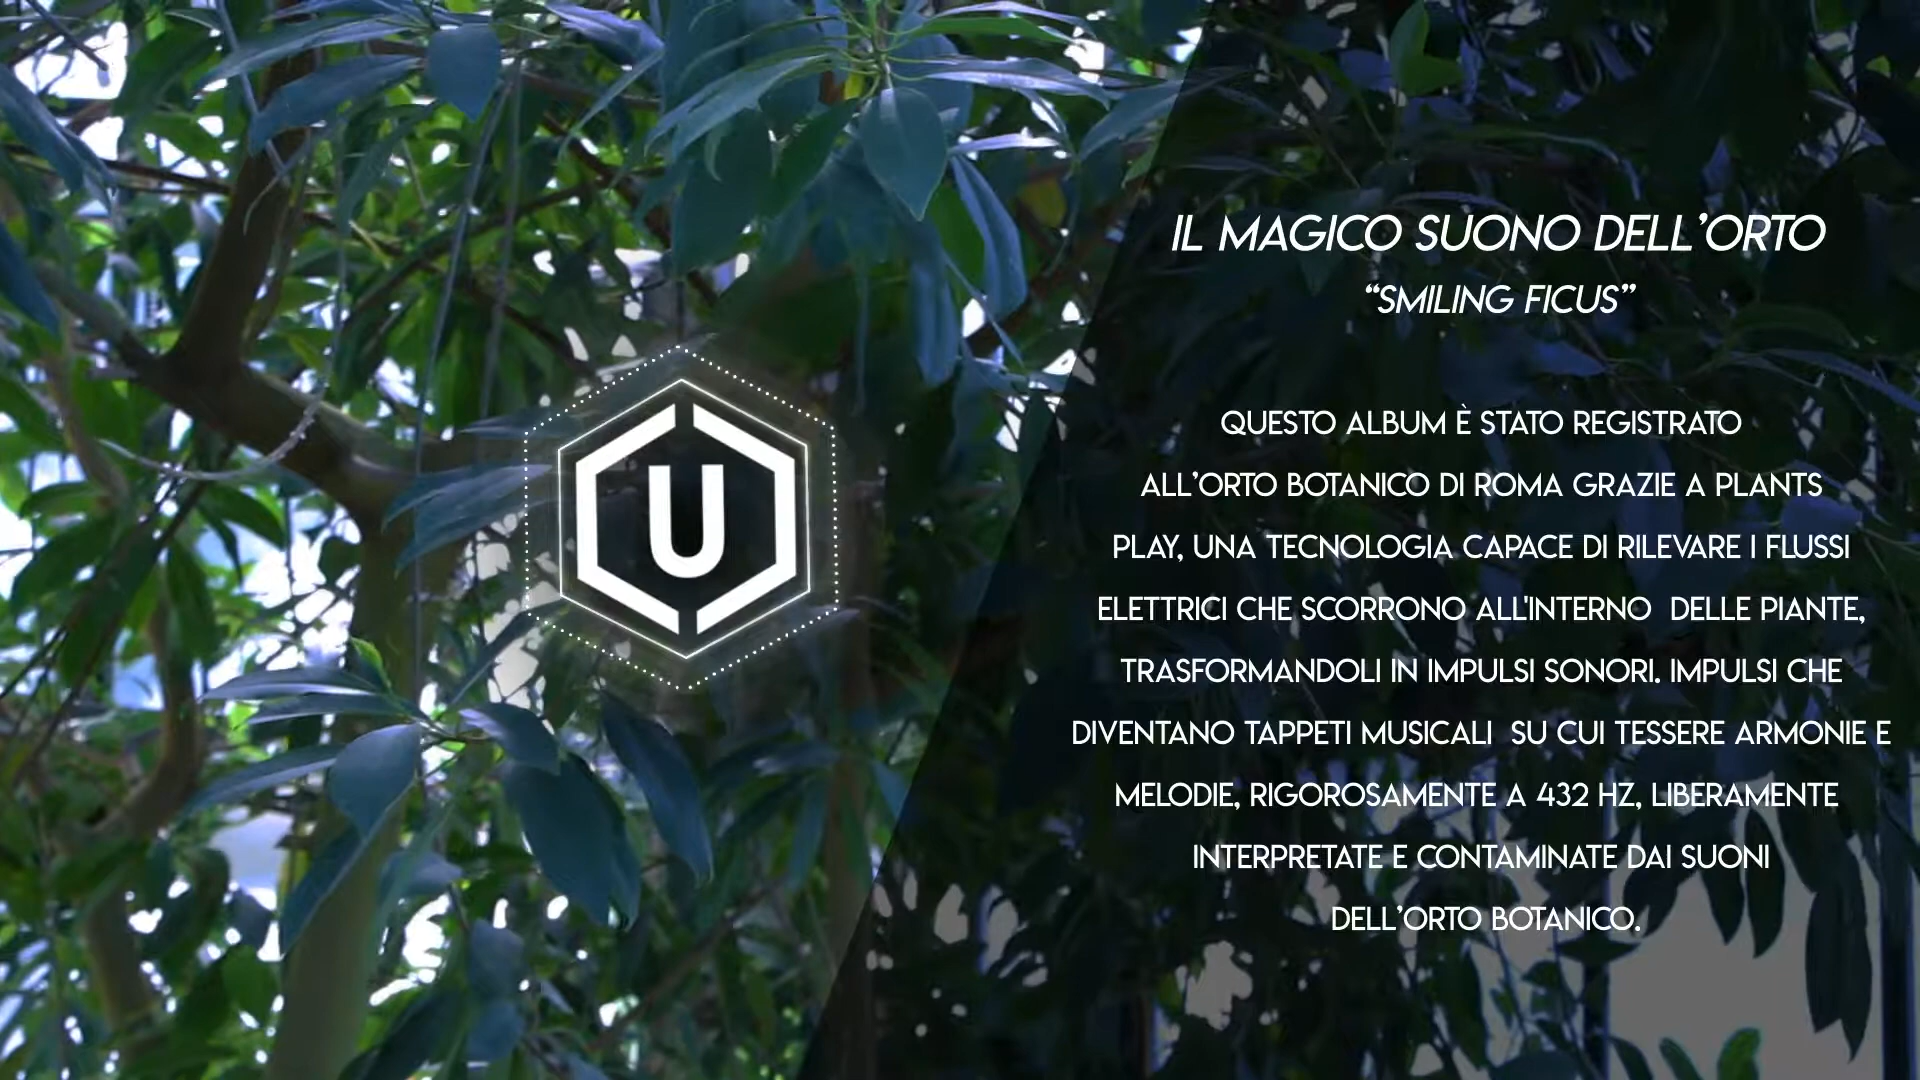 IL MAGICO SUONO DELL'ORTO
“SMILING FICUS”
U
QUESTO ALBUM È STATO REGISTRATO
ALL'ORTO BOTANICO DI ROMA GRAZIE A PLANTS
PLAY, UNA TECNOLOGIA CAPACE DI RILEVARE I FLUSSI
ELETTRICI CHE SCORRONO ALL'INTERNO DELLE PIANTE,
TRASFORMANDOLI IN IMPULSI SONORI. IMPULSI CHE
DIVENTANO TAPPETI MUSICALI SU CUI TESSERE ARMONIE E
MELODIE, RIGOROSAMENTE A 432 HZ, LIBERAMENTE
INTERPRETATE E CONTAMINATE DAI SUONI
DELL'ORTO BOTANICO.